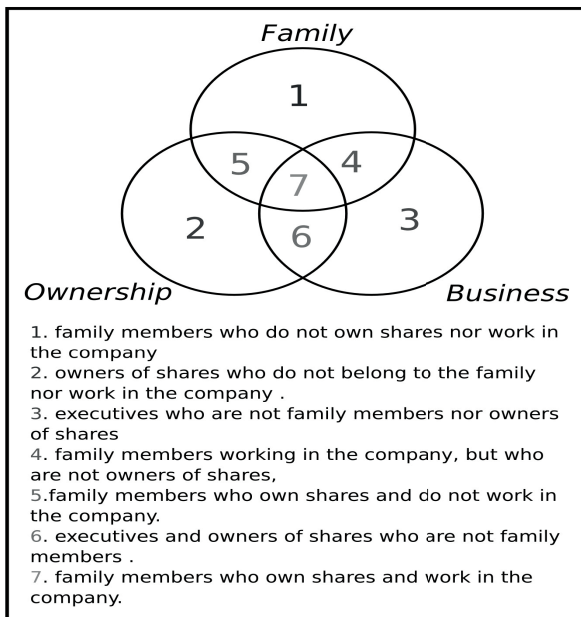 Family
1
5
4
7
2
3
6
Ownership
Business
1. family members who do not own shares nor work in
the company
2. owners of shares who do not belong to the family
nor work in the company .
3. executives who are not family members nor owners
of shares
4. family members working in the company, but who
are not owners of shares,
5.family members who own shares and do not work in
the company.
6. executives and owners of shares who are not family
members .
7. family members who own shares and work in the
company.